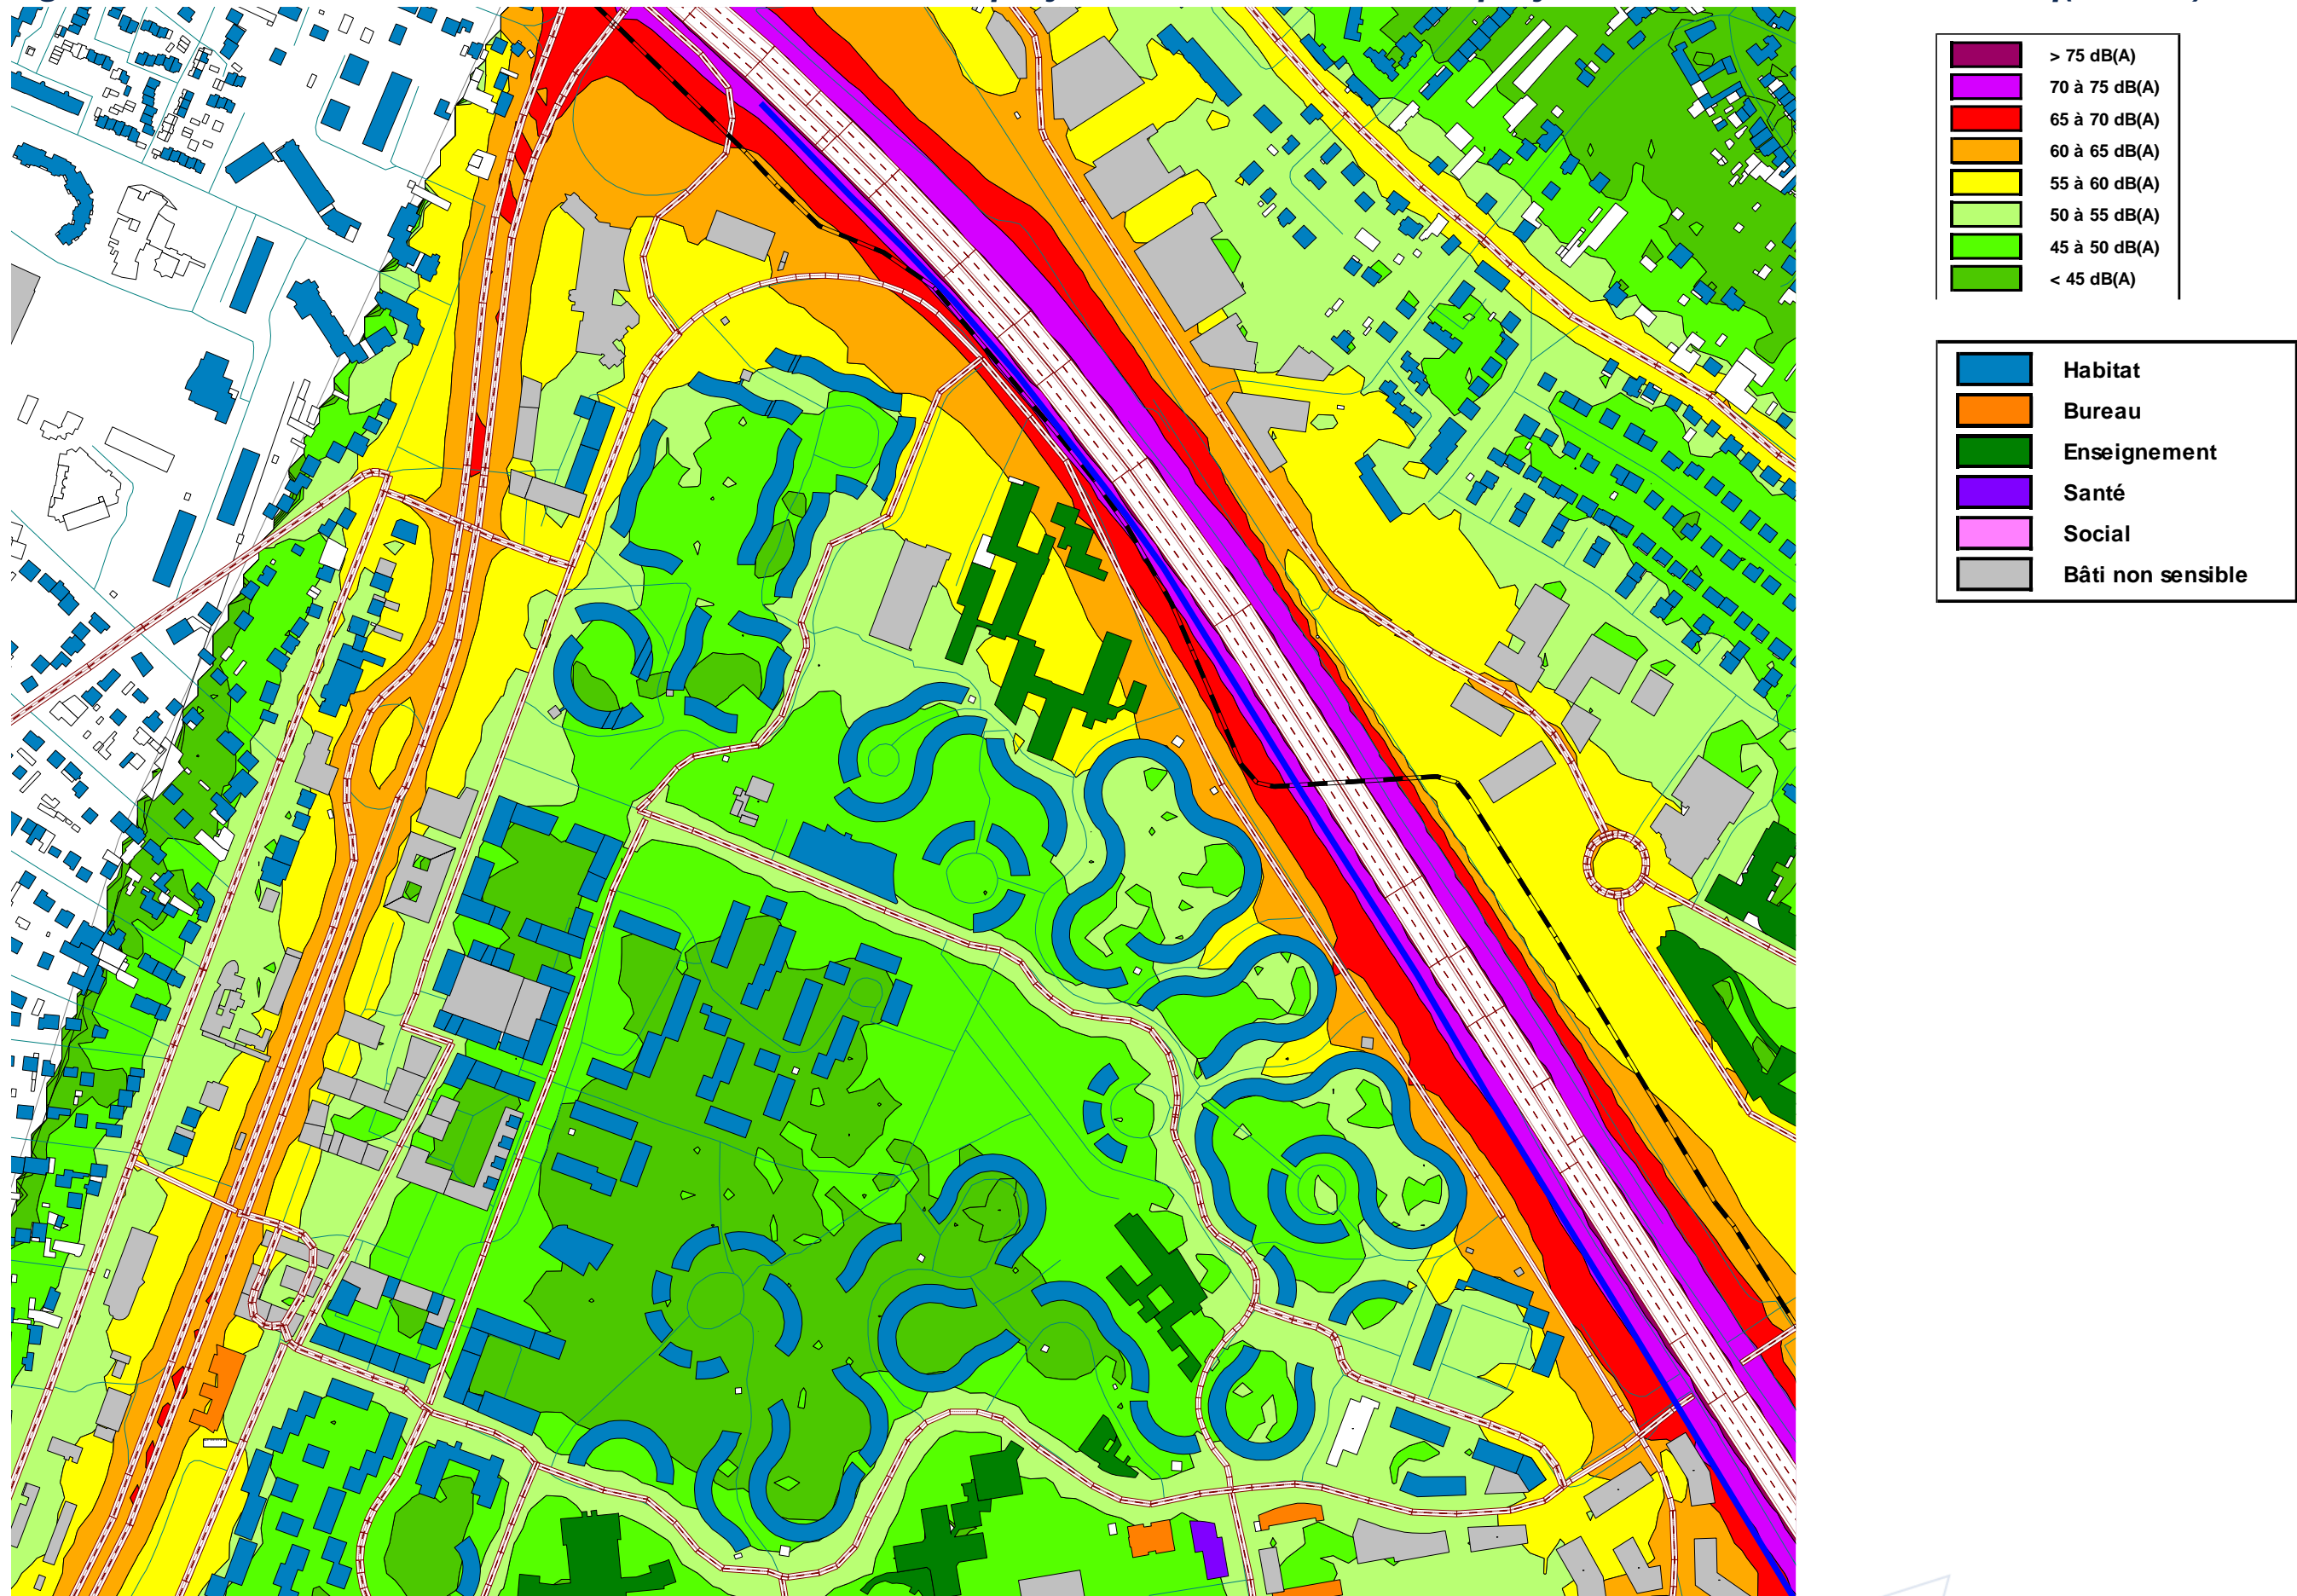 > 75 dB(A)
70 à 75 dB(A)
65 à 70 dB(A)
60 à 65 dB(A)
55 à 60 dB(A)
50 à 55 dB(A)
45 à 50 dB(A)
< 45 dB(A)
Habitat
Bureau
Enseignement
Santé
Social
Bâti non sensible